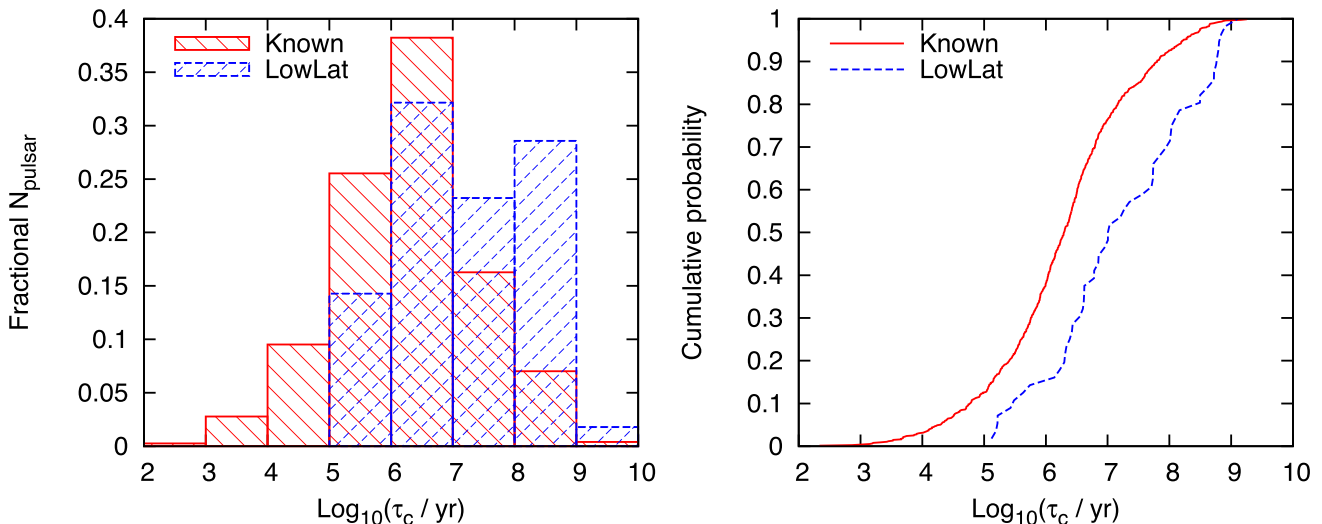 Known
LowLat
0.4
0.35
0.3
0.25
0.2
0.15
0.1
0.05
0
Fractional N_pulsar
2 3 4 5 6 7 8 9 10
Log₁₀(τ_c / yr)
Known
LowLat
1
0.9
0.8
0.7
0.6
0.5
0.4
0.3
0.2
0.1
0
Cumulative probability
2 3 4 5 6 7 8 9 10
Log₁₀(τ_c / yr)